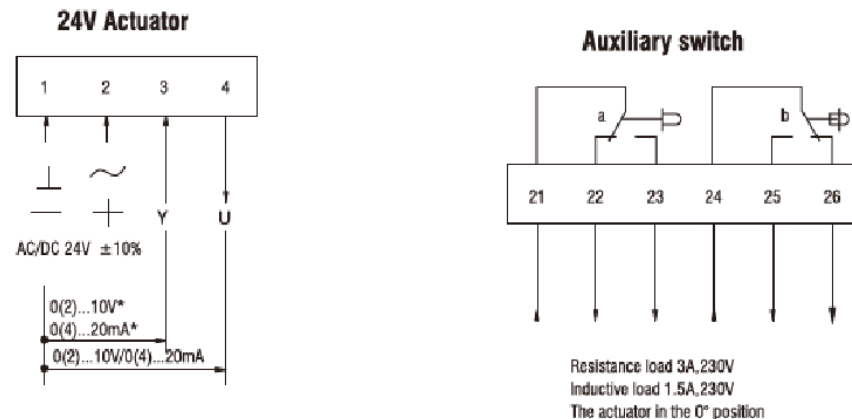 24V Actuator
1 2 3 4
Y U
AC/DC 24V ±10%
0(2)...10V*
0(4)...20mA*
0(2)...10V/0(4)...20mA
Auxiliary switch
a b
21 22 23 24 25 26
Resistance load 3A,230V
Inductive load 1.5A,230V
The actuator in the 0° position